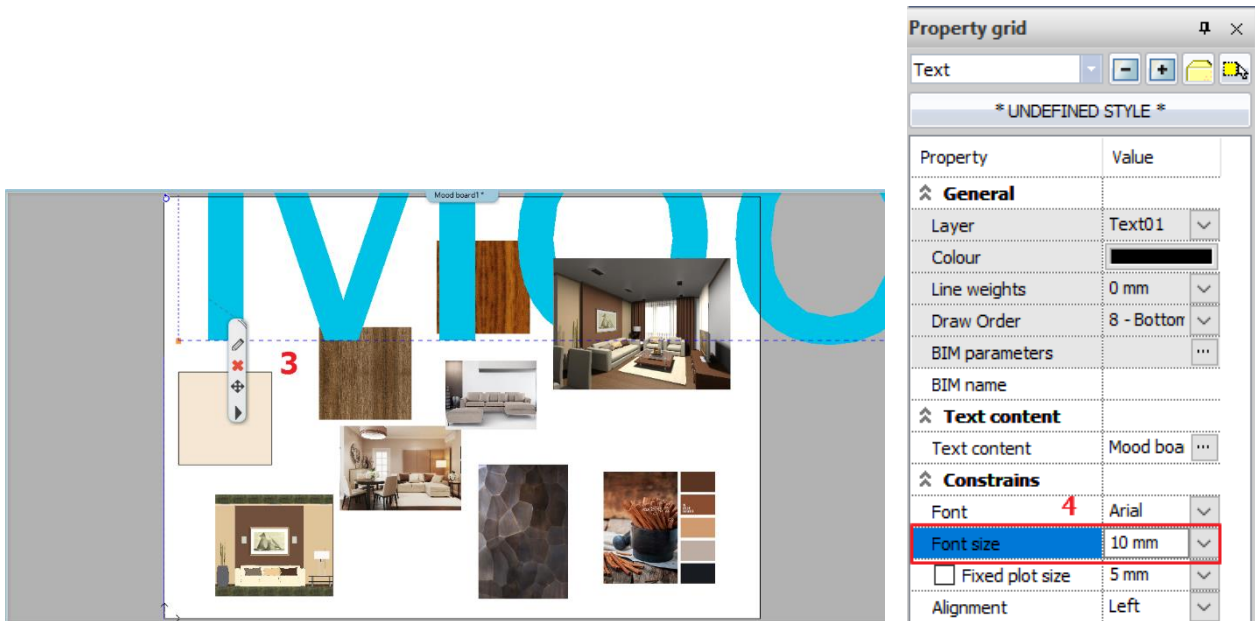 Mood board1 *
Moo
3
Property grid
Text
* UNDEFINED STYLE *
Property Value
General
Layer Text01
Colour
Line weights 0 mm
Draw Order 8 - Bottom
BIM parameters ...
BIM name
Text content
Text content Mood boa ...
Constrains
4
Font Arial
Font size 10 mm
Fixed plot size 5 mm
Alignment Left